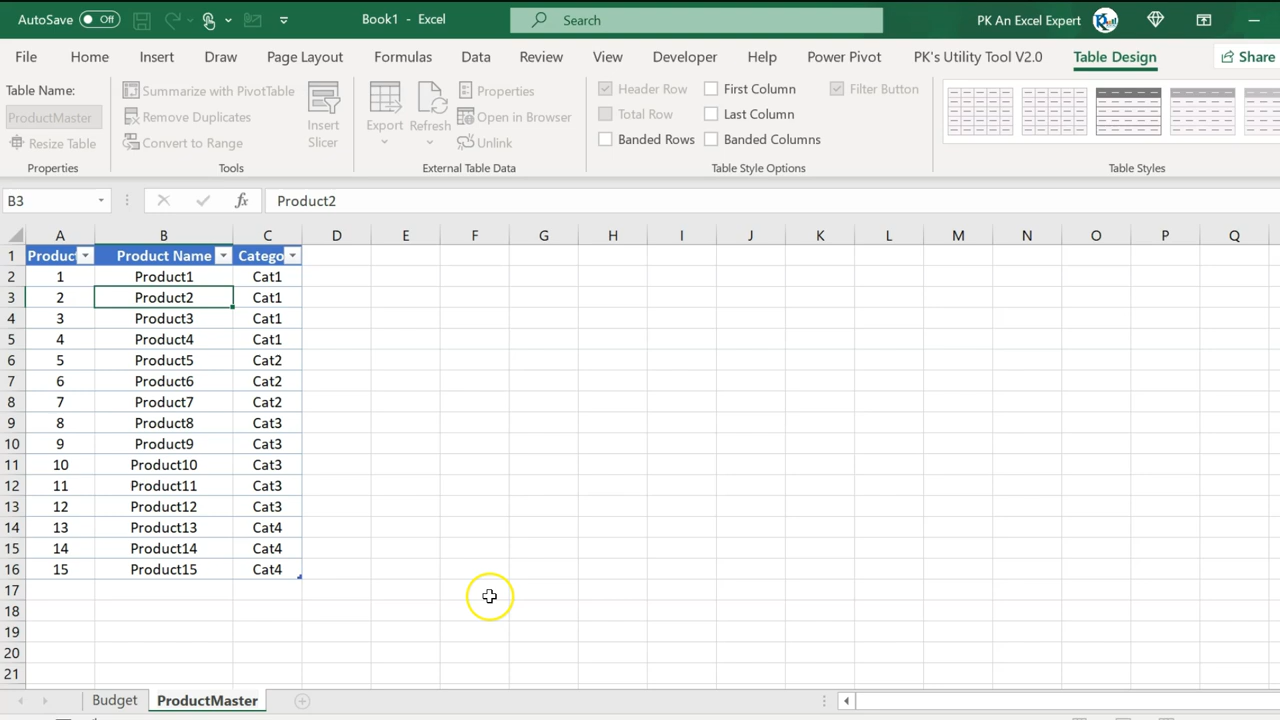 AutoSave Off Book1 - Excel Search PK An Excel Expert
File Home Insert Draw Page Layout Formulas Data Review View Developer Help Power Pivot PK's Utility Tool V2.0 Table Design Share
Table Name:
ProductMaster
Resize Table
Properties
Summarize with PivotTable
Remove Duplicates
Convert to Range
Insert
Slicer
Tools
Export
Refresh
Properties
Unlink
External Table Data
Header Row First Column Filter Button
Total Row Last Column
Banded Rows Banded Columns
Table Style Options
Table Styles
B3 fx Product2
A B C D E F G H I J K L M N O P Q
1 Product Product Name Catego
2 1 Product1 Cat1
3 2 Product2 Cat1
4 3 Product3 Cat1
5 4 Product4 Cat1
6 5 Product5 Cat2
7 6 Product6 Cat2
8 7 Product7 Cat2
9 8 Product8 Cat3
10 9 Product9 Cat3
11 10 Product10 Cat3
12 11 Product11 Cat3
13 12 Product12 Cat3
14 13 Product13 Cat4
15 14 Product14 Cat4
16 15 Product15 Cat4
17
18
19
20
21
Budget ProductMaster